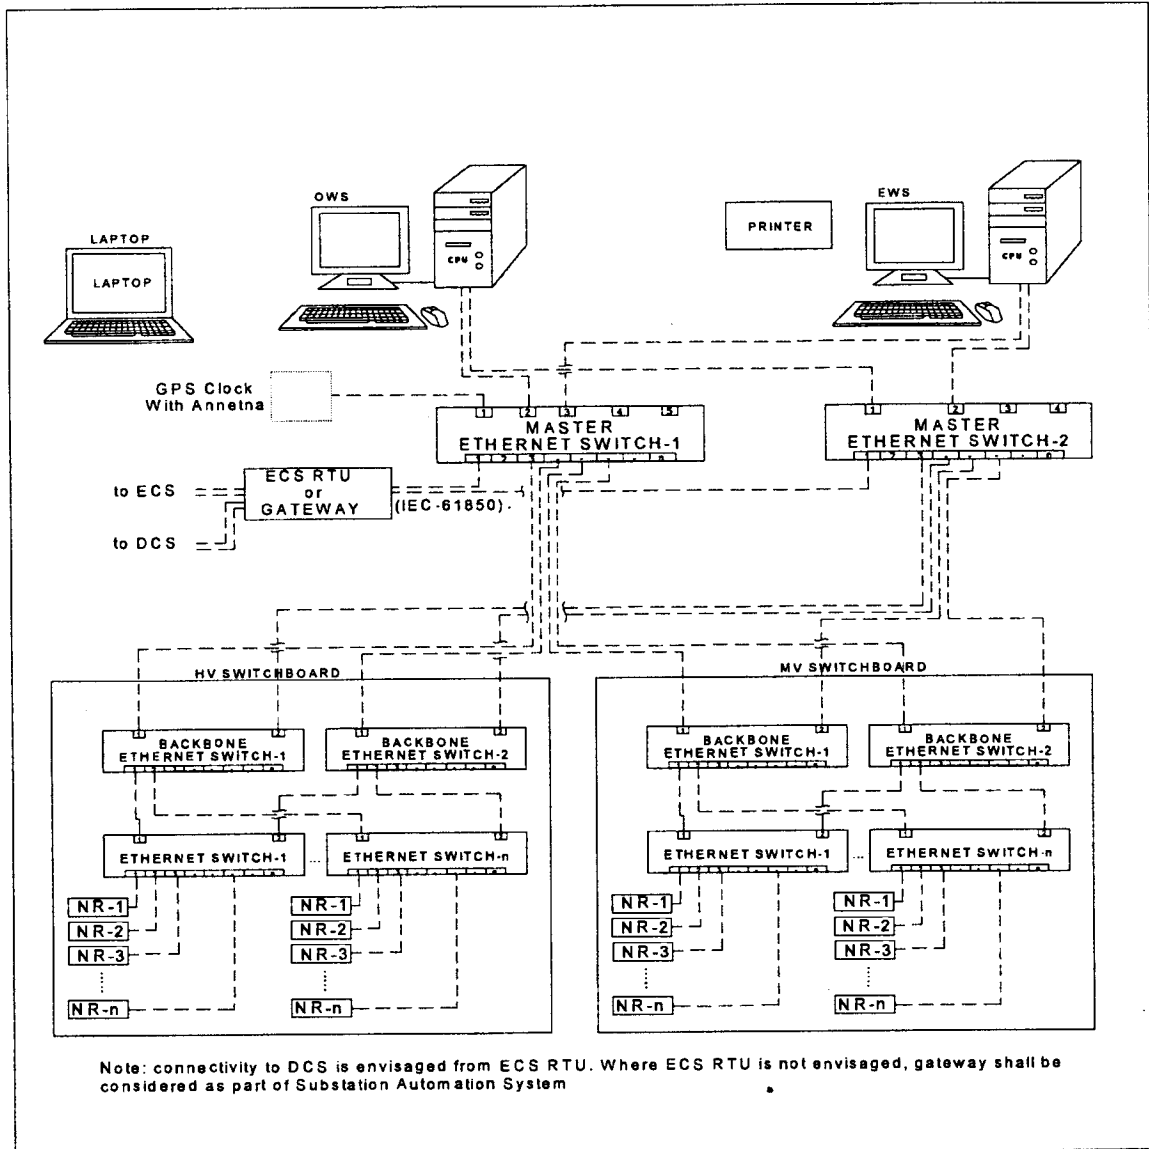 OWS
EWS
PRINTER
LAPTOP
LAPTOP
CPU
CPU
GPS Clock
With Annetna
1 2 3 4 5
MASTER
ETHERNET SWITCH-1
1 2 3 4
MASTER
ETHERNET SWITCH-2
ECS RTU
or
GATEWAY
to ECS
(IEC-61850)
to DCS
HV SWITCHBOARD
MV SWITCHBOARD
BACKBONE
ETHERNET SWITCH-1
BACKBONE
ETHERNET SWITCH-2
BACKBONE
ETHERNET SWITCH-1
BACKBONE
ETHERNET SWITCH-2
ETHERNET SWITCH-1
...
ETHERNET SWITCH-n
ETHERNET SWITCH-1
...
ETHERNET SWITCH-n
NR-1
NR-2
NR-3
NR-n
NR-1
NR-2
NR-3
NR-n
NR-1
NR-2
NR-3
NR-n
NR-1
NR-2
NR-3
NR-n
Note: connectivity to DCS is envisaged from ECS RTU. Where ECS RTU is not envisaged, gateway shall be
considered as part of Substation Automation System